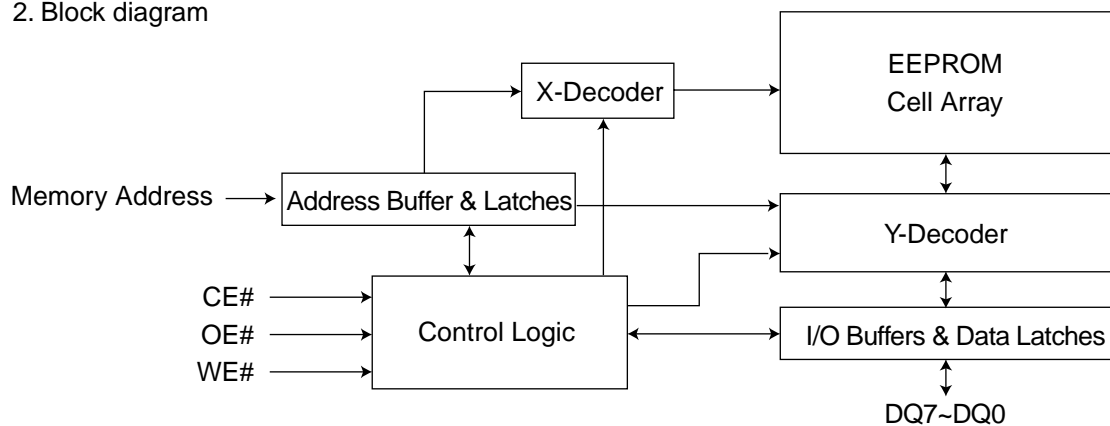 2. Block diagram
EEPROM
Cell Array
X-Decoder
Memory Address
Address Buffer & Latches
Y-Decoder
CE#
OE#
WE#
Control Logic
I/O Buffers & Data Latches
DQ7~DQ0